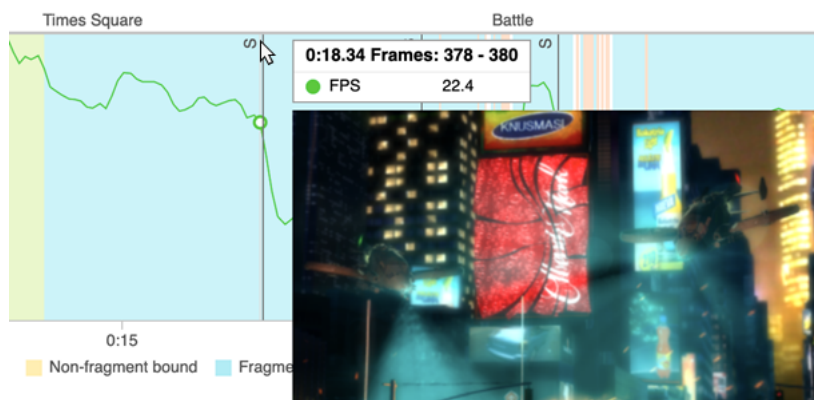 Times Square
Battle
S
S
0:18.34 Frames: 378 - 380
FPS 22.4
KNUSMASI
0:15
Non-fragment bound
Fragme